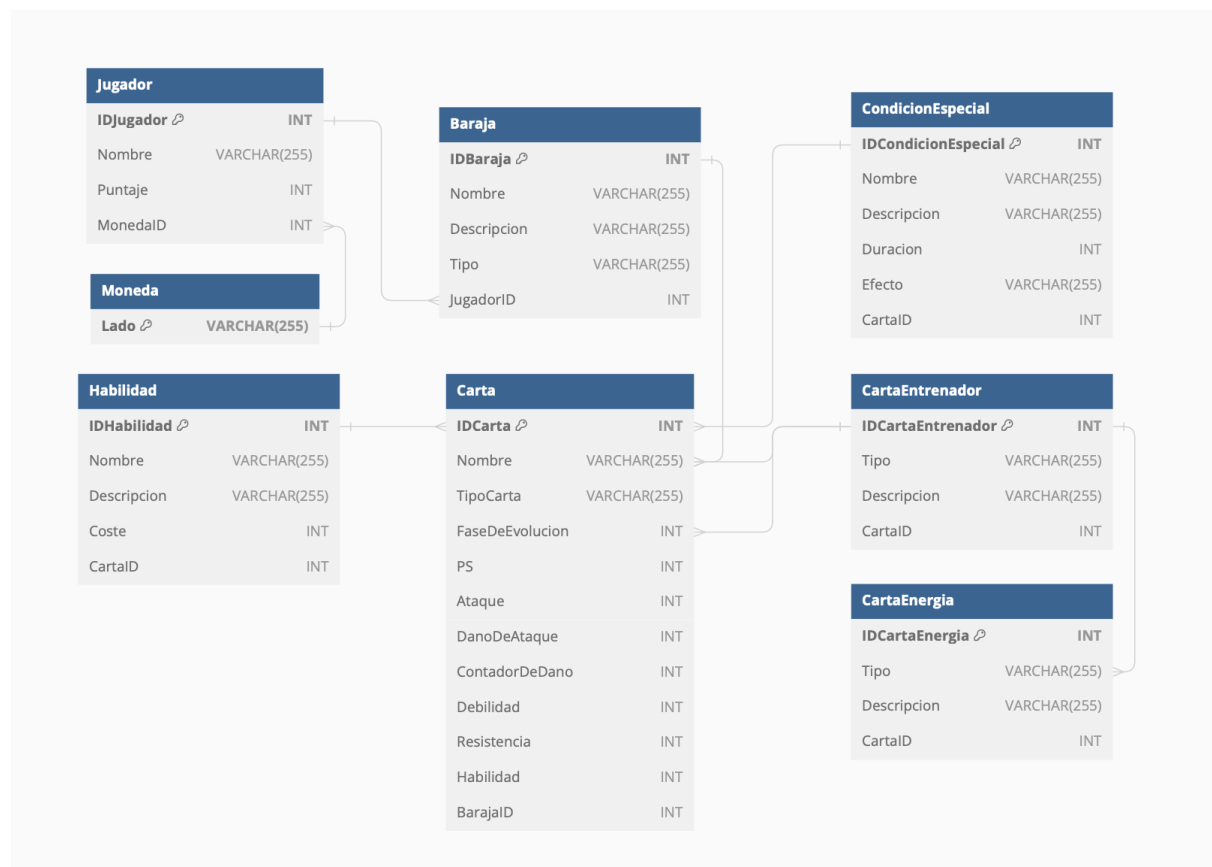 Jugador
IDJugador INT
Nombre VARCHAR(255)
Puntaje INT
MonedaID INT
Moneda
Lado VARCHAR(255)
Habilidad
IDHabilidad INT
Nombre VARCHAR(255)
Descripcion VARCHAR(255)
Coste INT
CartaID INT
Baraja
IDBaraja INT
Nombre VARCHAR(255)
Descripcion VARCHAR(255)
Tipo VARCHAR(255)
JugadorID INT
Carta
IDCarta INT
Nombre VARCHAR(255)
TipoCarta VARCHAR(255)
FaseDeEvolucion INT
PS INT
Ataque INT
DanoDeAtaque INT
ContadorDeDano INT
Debilidad INT
Resistencia INT
Habilidad INT
BarajaID INT
CondicionEspecial
IDCondicionEspecial INT
Nombre VARCHAR(255)
Descripcion VARCHAR(255)
Duracion INT
Efecto VARCHAR(255)
CartaID INT
CartaEntrenador
IDCartaEntrenador INT
Tipo VARCHAR(255)
Descripcion VARCHAR(255)
CartaID INT
CartaEnergia
IDCartaEnergia INT
Tipo VARCHAR(255)
Descripcion VARCHAR(255)
CartaID INT